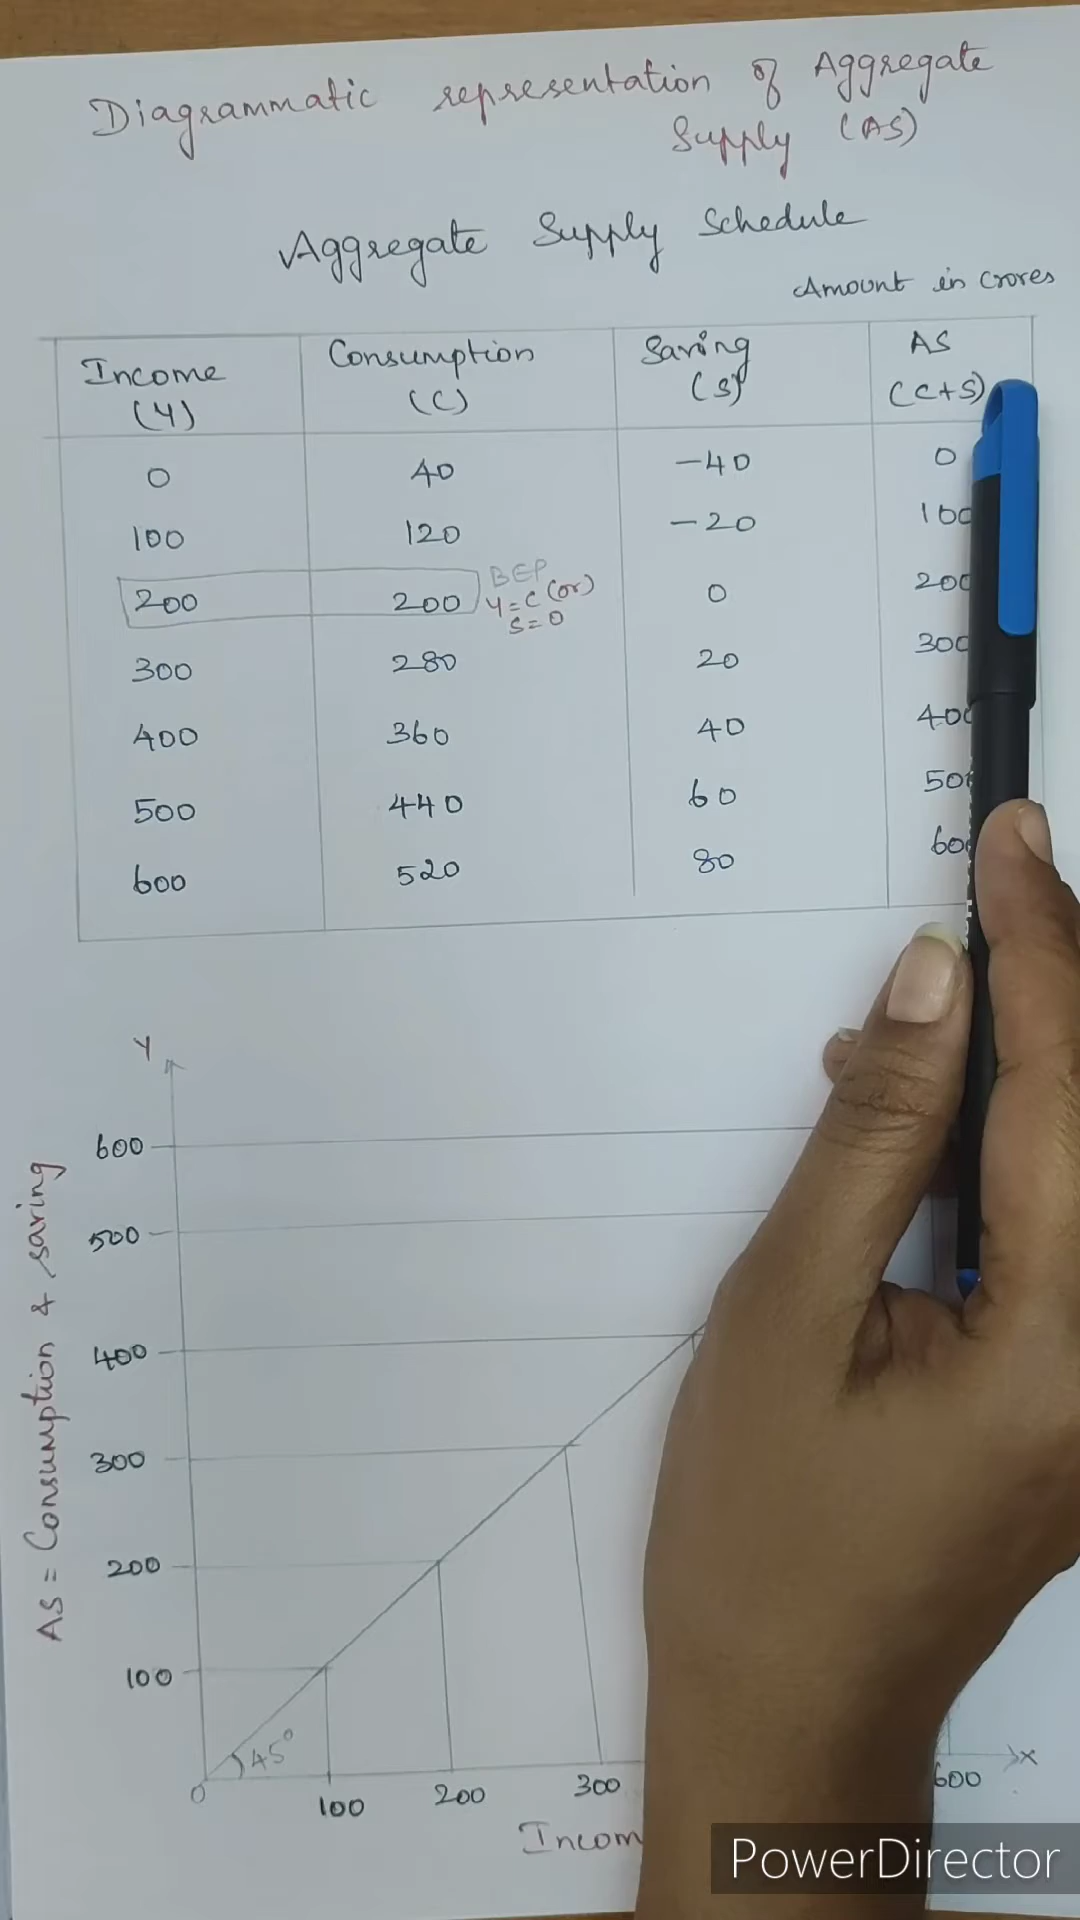 Diagrammatic representation of Aggregate
Supply (AS)
Aggregate Supply Schedule
Amount in crores
Income (Y) Consumption (C) Saving (S) AS (C+S)
0 40 -40 0
100 120 -20 100
200 200 BEP Y=C (or) S=0 0 200
300 280 20 300
400 360 40 400
500 440 60
600 520 80
Y
600
500
400
300
200
100
AS = Consumption & saving
45°
0 100 200 300 600 X
PowerDirector